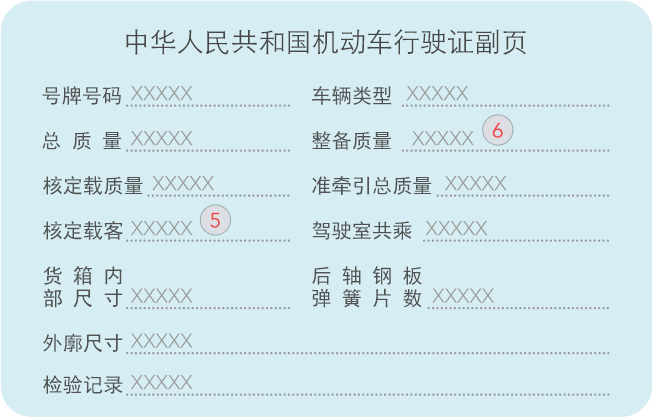 中华人民共和国机动车行驶证副页
号牌号码 XXXXX 车辆类型 XXXXX
总质量 XXXXX 整备质量 XXXXX 6
核定载质量 XXXXX 准牵引总质量 XXXXX
核定载客 XXXXX 5 驾驶室共乘 XXXXX
货箱内 后轴钢板
部尺寸 XXXXX 弹簧片数 XXXXX
外廓尺寸 XXXXX
检验记录 XXXXX